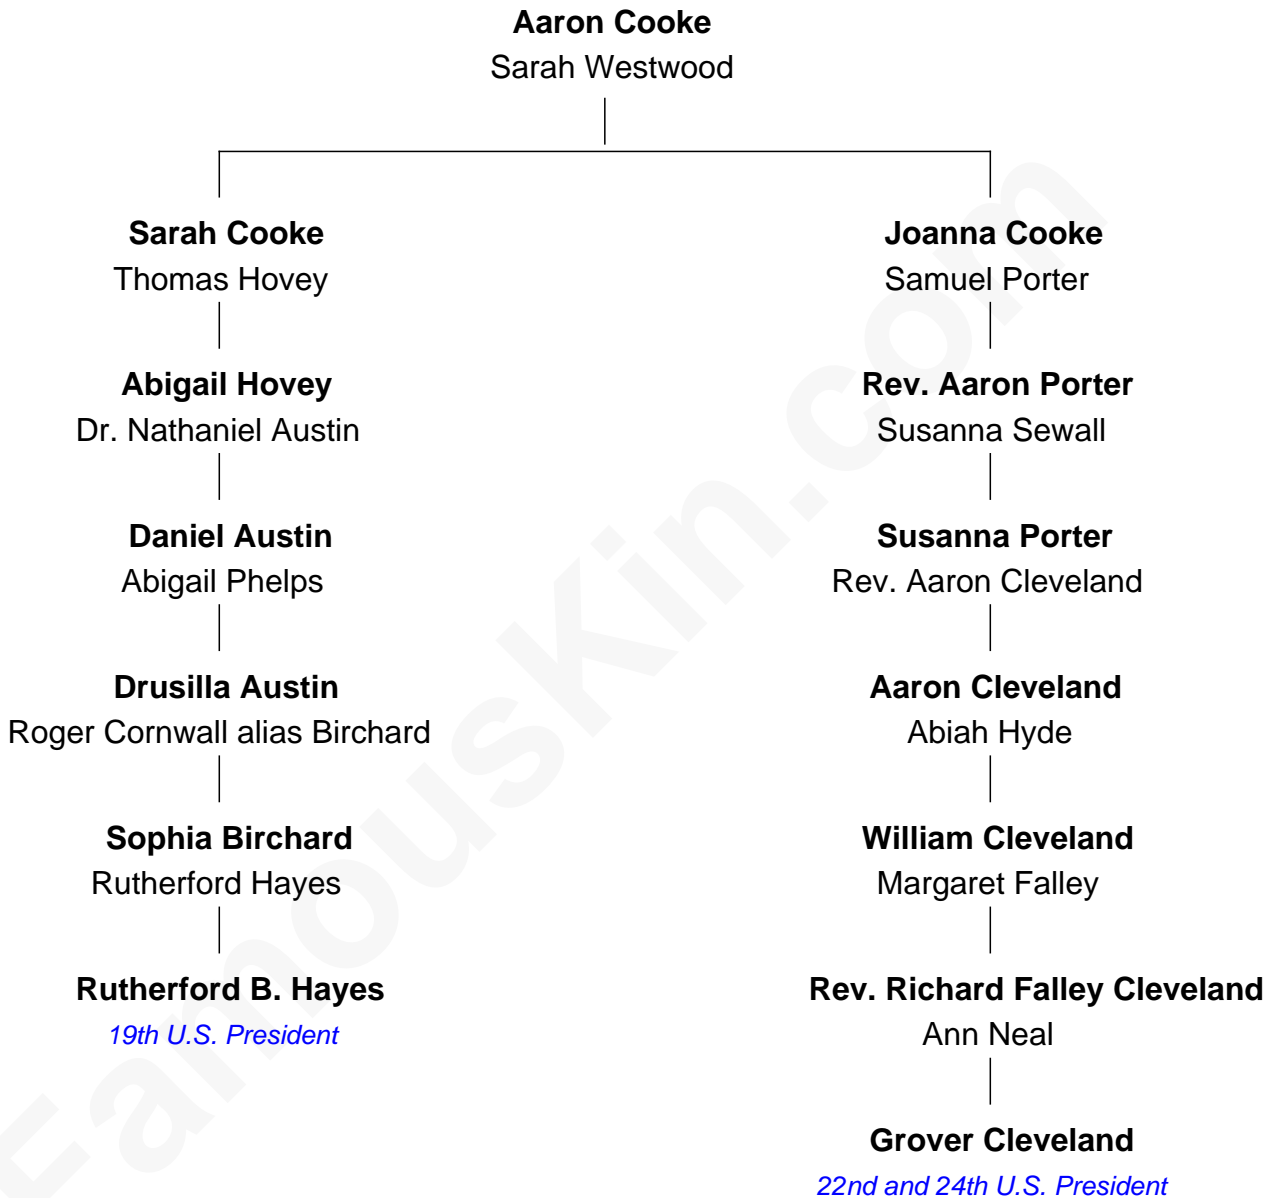 Aaron Cooke
Sarah Westwood
Sarah Cooke
Thomas Hovey
Joanna Cooke
Samuel Porter
Abigail Hovey
Dr. Nathaniel Austin
Rev. Aaron Porter
Susanna Sewall
Daniel Austin
Abigail Phelps
Susanna Porter
Rev. Aaron Cleveland
Drusilla Austin
Roger Cornwall alias Birchard
Aaron Cleveland
Abiah Hyde
Sophia Birchard
Rutherford Hayes
William Cleveland
Margaret Falley
Rutherford B. Hayes
19th U.S. President
Rev. Richard Falley Cleveland
Ann Neal
Grover Cleveland
22nd and 24th U.S. President
FamousKin.com